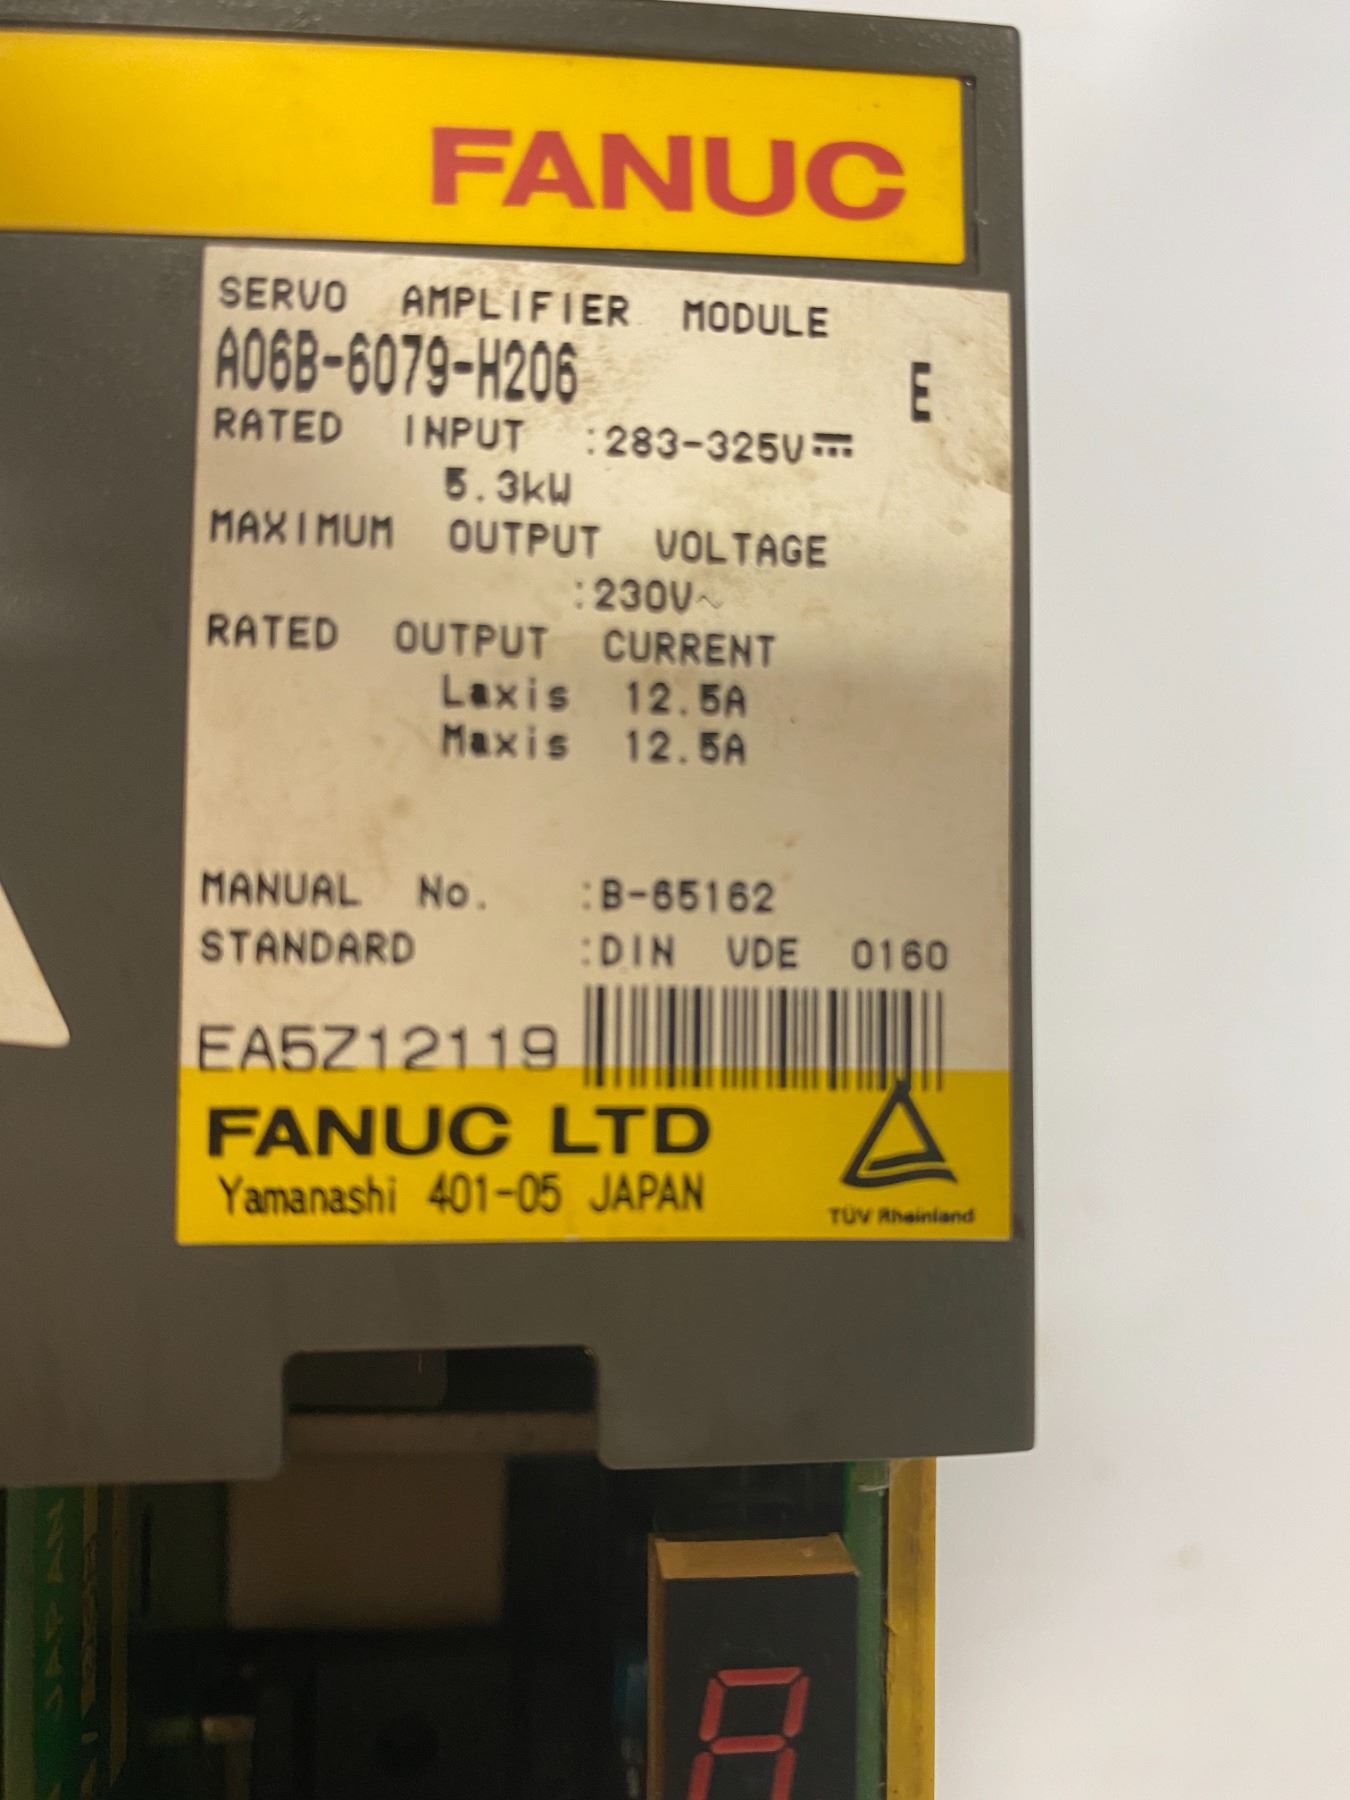 FANUC
SERVO AMPLIFIER MODULE
A06B-6079-H206 E
RATED INPUT :283-325V⎓
5.3kW
MAXIMUM OUTPUT VOLTAGE
:230V~
RATED OUTPUT CURRENT
Laxis 12.5A
Maxis 12.5A
MANUAL No. :B-65162
STANDARD :DIN VDE 0160
EA5Z12119
FANUC LTD
Yamanashi 401-05 JAPAN
TÜV Rheinland
JAPAN